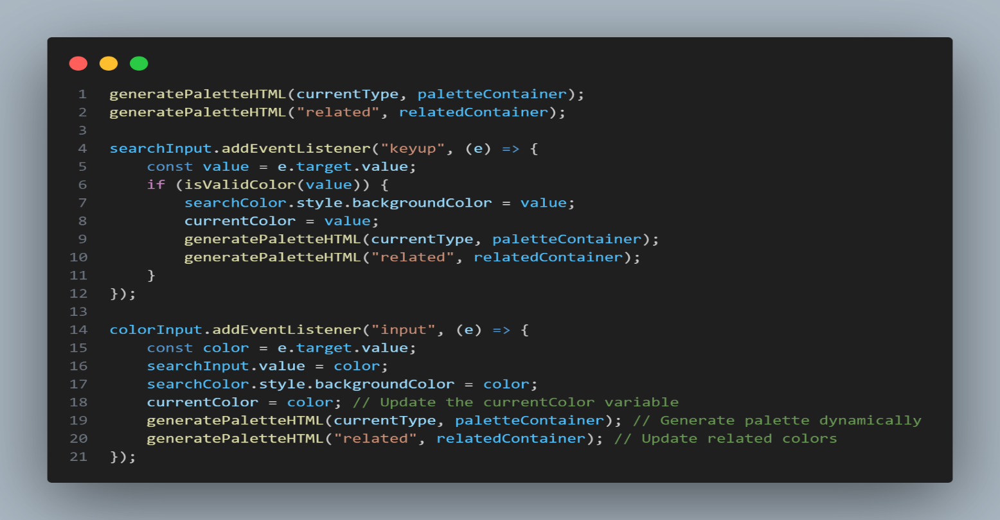 1 generatePaletteHTML(currentType, paletteContainer);
2 generatePaletteHTML("related", relatedContainer);
3
4 searchInput.addEventListener("keyup", (e) => {
5     const value = e.target.value;
6     if (isValidColor(value)) {
7         searchColor.style.backgroundColor = value;
8         currentColor = value;
9         generatePaletteHTML(currentType, paletteContainer);
10         generatePaletteHTML("related", relatedContainer);
11     }
12 });
13
14 colorInput.addEventListener("input", (e) => {
15     const color = e.target.value;
16     searchInput.value = color;
17     searchColor.style.backgroundColor = color;
18     currentColor = color; // Update the currentColor variable
19     generatePaletteHTML(currentType, paletteContainer); // Generate palette dynamically
20     generatePaletteHTML("related", relatedContainer); // Update related colors
21 });